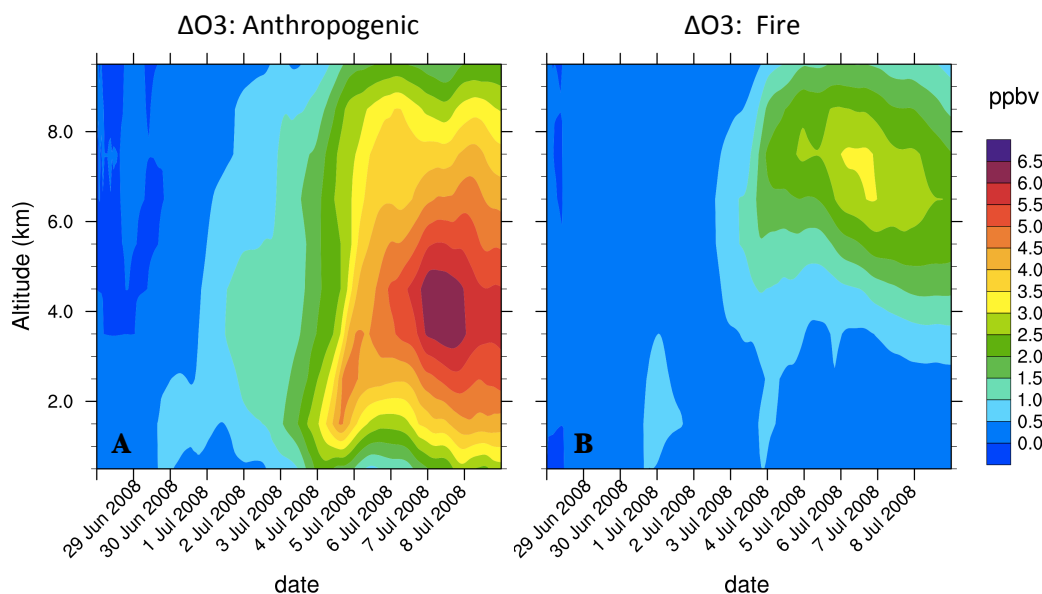 ΔO3: Anthropogenic
ΔO3: Fire
ppbv
8.0
6.0
4.0
2.0
Altitude (km)
A
B
6.5
6.0
5.5
5.0
4.5
4.0
3.5
3.0
2.5
2.0
1.5
1.0
0.5
0.0
29 Jun 2008
30 Jun 2008
1 Jul 2008
2 Jul 2008
3 Jul 2008
4 Jul 2008
5 Jul 2008
6 Jul 2008
7 Jul 2008
8 Jul 2008
29 Jun 2008
30 Jun 2008
1 Jul 2008
2 Jul 2008
3 Jul 2008
4 Jul 2008
5 Jul 2008
6 Jul 2008
7 Jul 2008
8 Jul 2008
date
date